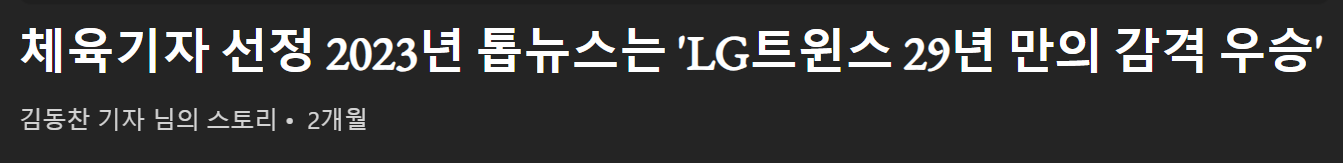 체육기자 선정 2023년 톱뉴스는 'LG트윈스 29년 만의 감격 우승'
김동찬 기자 님의 스토리 • 2개월